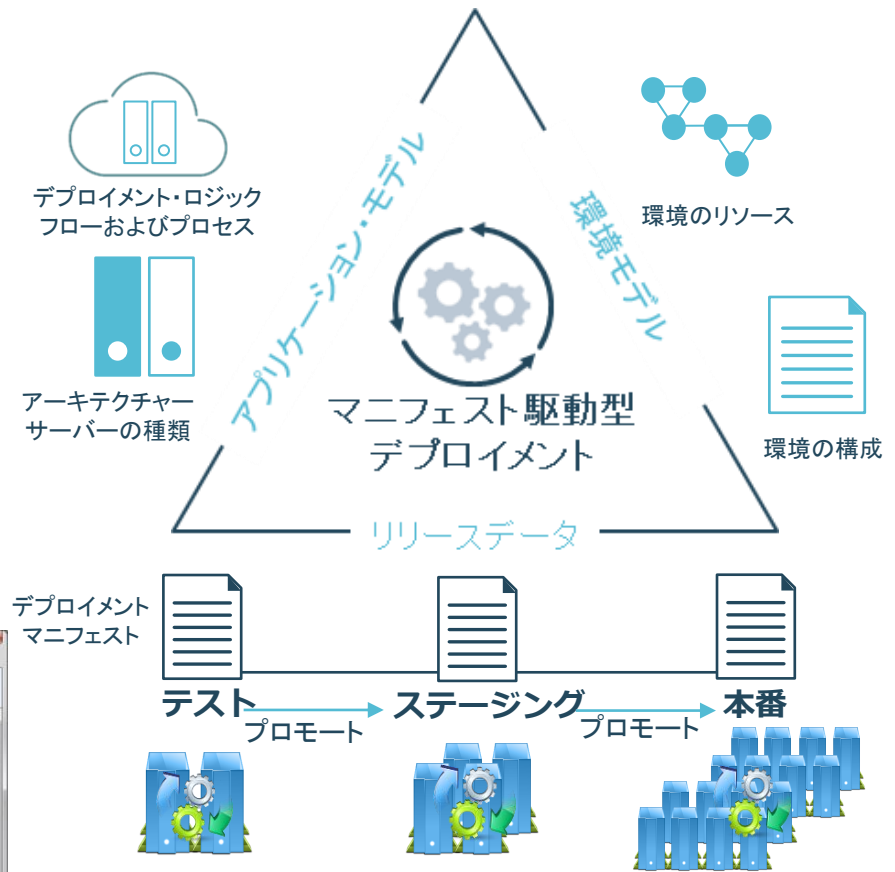 デプロイメント・ロジック
フローおよびプロセス
アーキテクチャー
サーバーの種類
アプリケーション・モデル
環境モデル
環境のリソース
環境の構成
マニフェスト駆動型
デプロイメント
リリースデータ
デプロイメント
マニフェスト
テスト
プロモート
ステージング
プロモート
本番